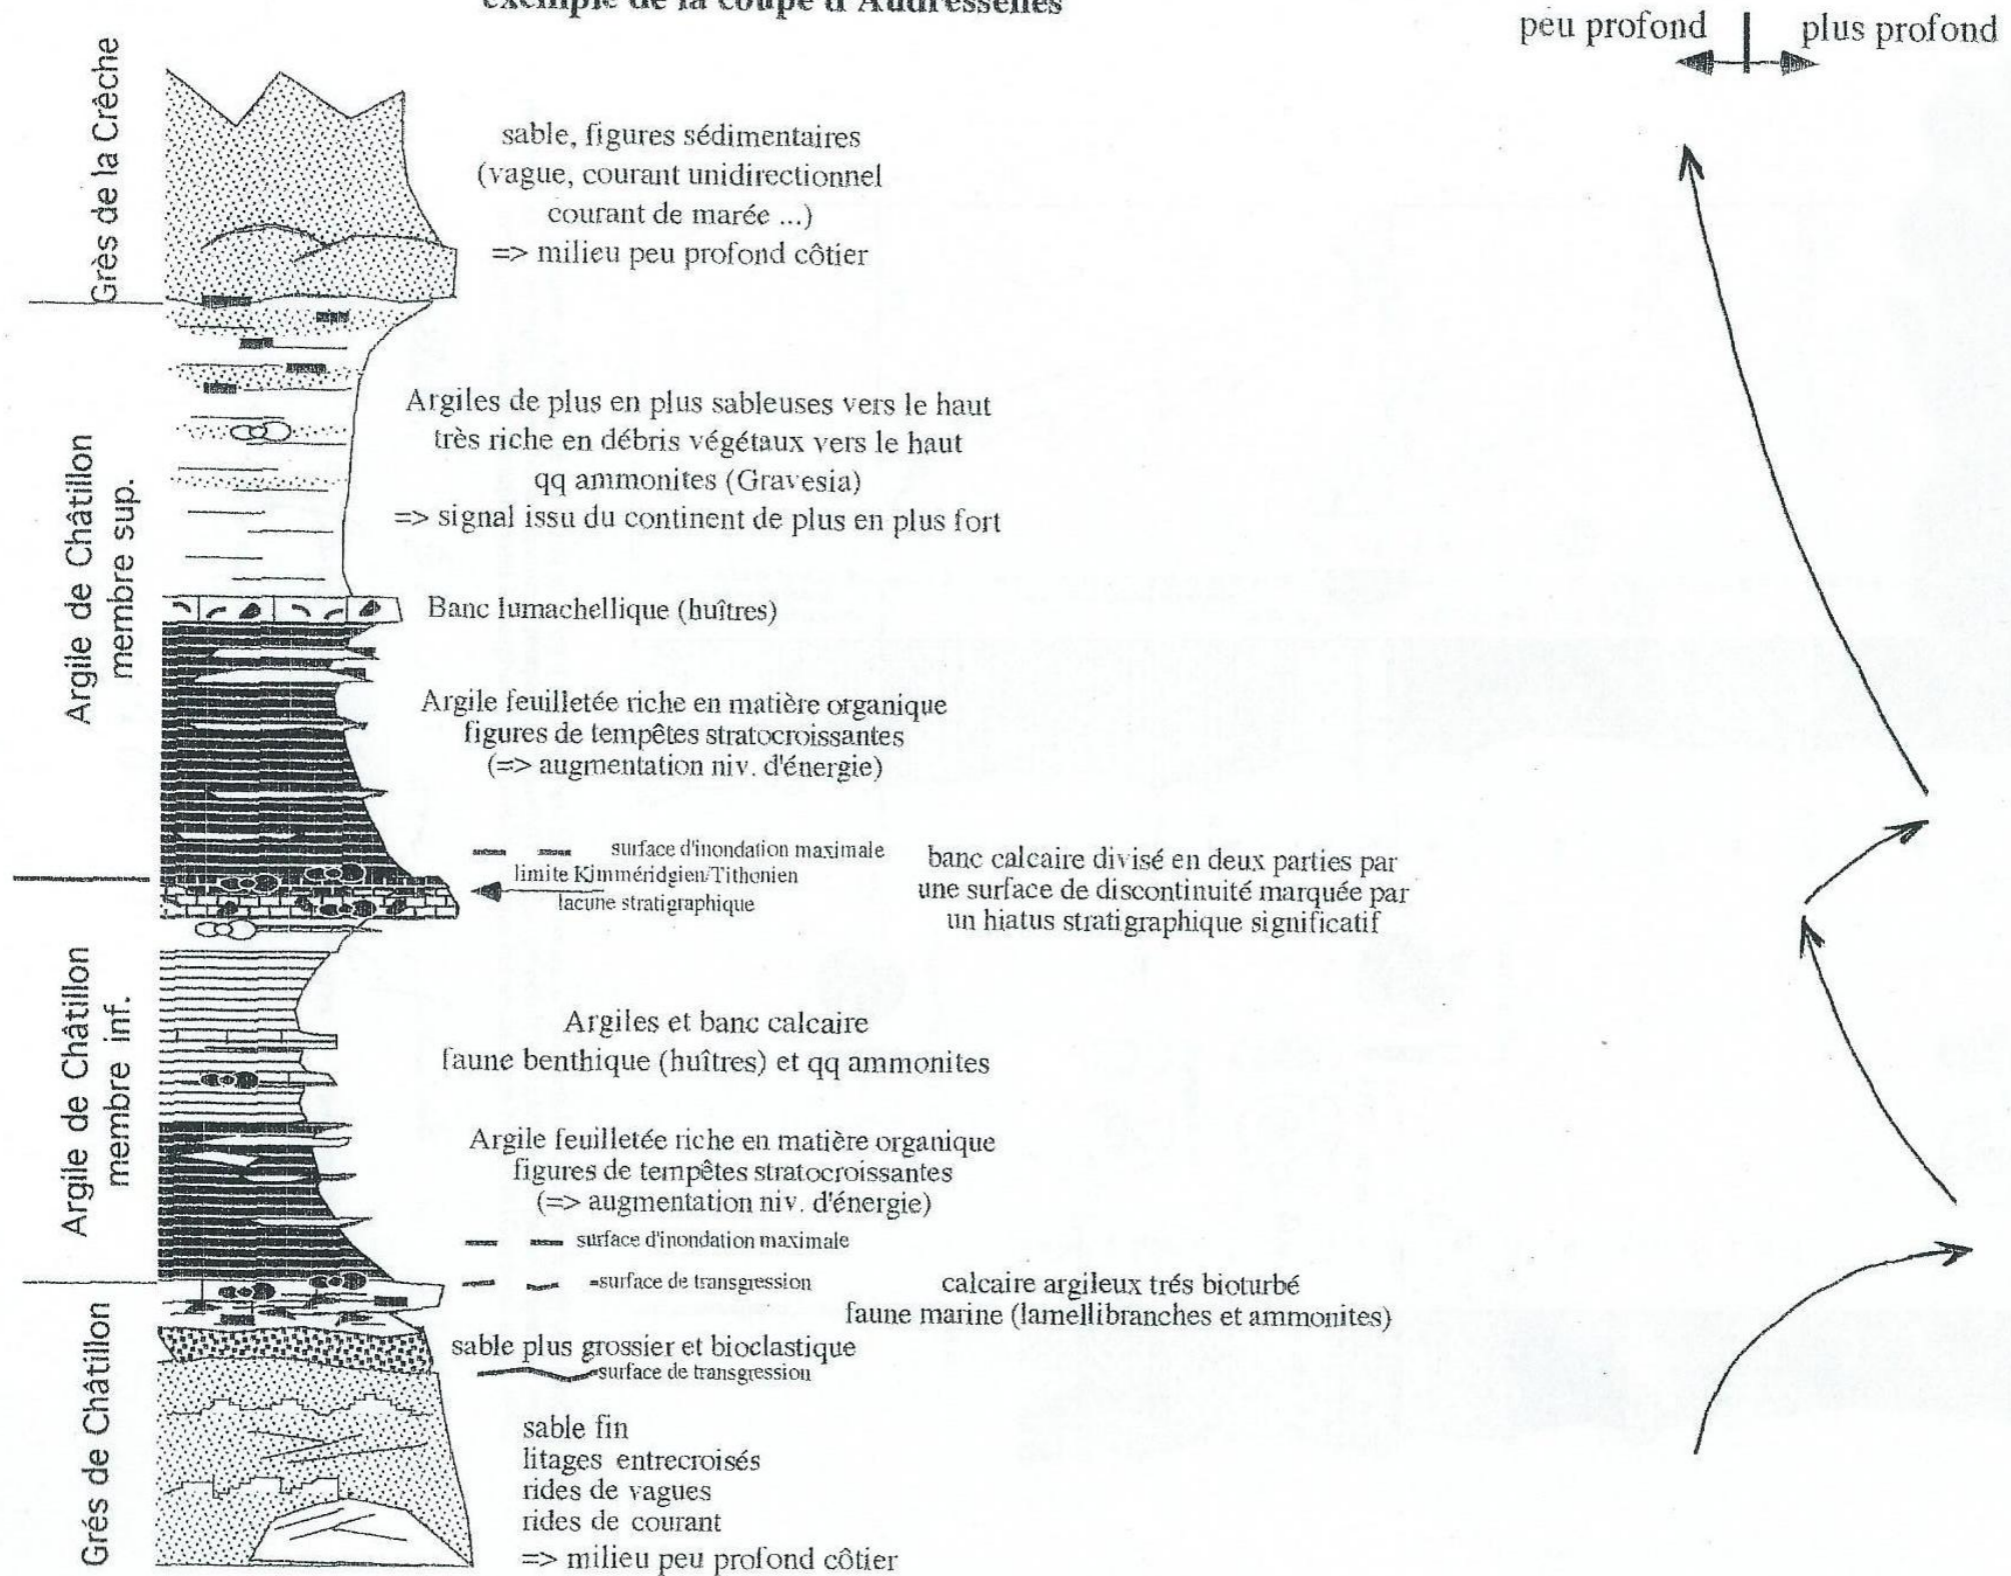 exemple de la coupe d'Audresselles
peu profond
plus profond
Grès de la Crèche
sable, figures sédimentaires
(vague, courant unidirectionnel
courant de marée ...)
=> milieu peu profond côtier
Argile de Châtillon
membre sup.
Argiles de plus en plus sableuses vers le haut
très riche en débris végétaux vers le haut
qq ammonites (Gravesia)
=> signal issu du continent de plus en plus fort
Banc lumachellique (huîtres)
Argile feuilletée riche en matière organique
figures de tempêtes stratocroissantes
(=> augmentation niv. d'énergie)
surface d'inondation maximale
limite Kimméridgien/Tithonien
lacune stratigraphique
banc calcaire divisé en deux parties par
une surface de discontinuité marquée par
un hiatus stratigraphique significatif
Argile de Châtillon
membre inf.
Argiles et banc calcaire
faune benthique (huîtres) et qq ammonites
Argile feuilletée riche en matière organique
figures de tempêtes stratocroissantes
(=> augmentation niv. d'énergie)
surface d'inondation maximale
=surface de transgression
calcaire argileux trés bioturbé
faune marine (lamellibranches et ammonites)
Grés de Châtillon
sable plus grossier et bioclastique
surface de transgression
sable fin
litages entrecroisés
rides de vagues
rides de courant
=> milieu peu profond côtier